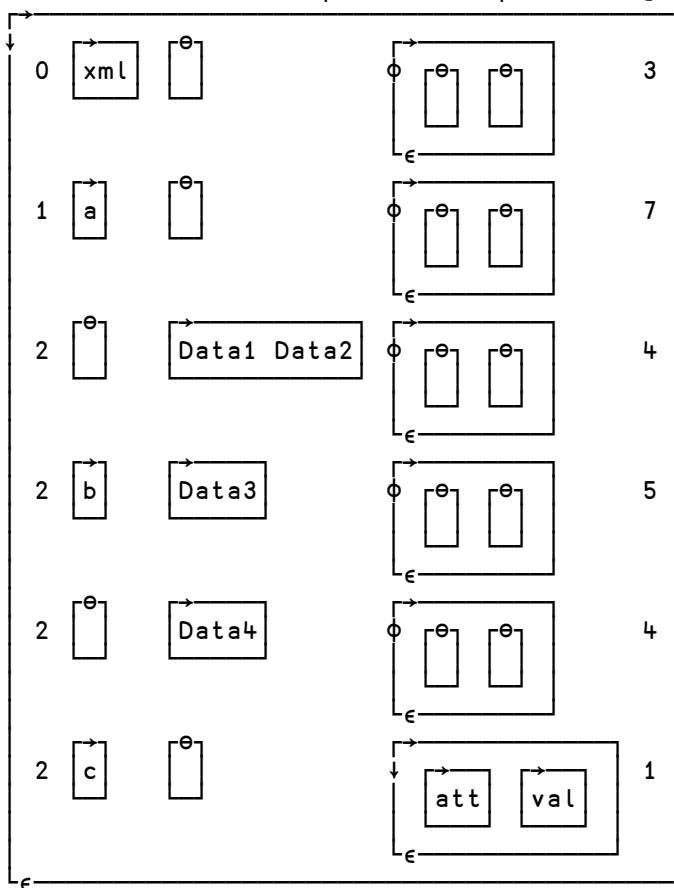 0 xml 3
1 a 7
2 Data1 Data2 4
2 b Data3 5
2 Data4 4
2 c att val 1